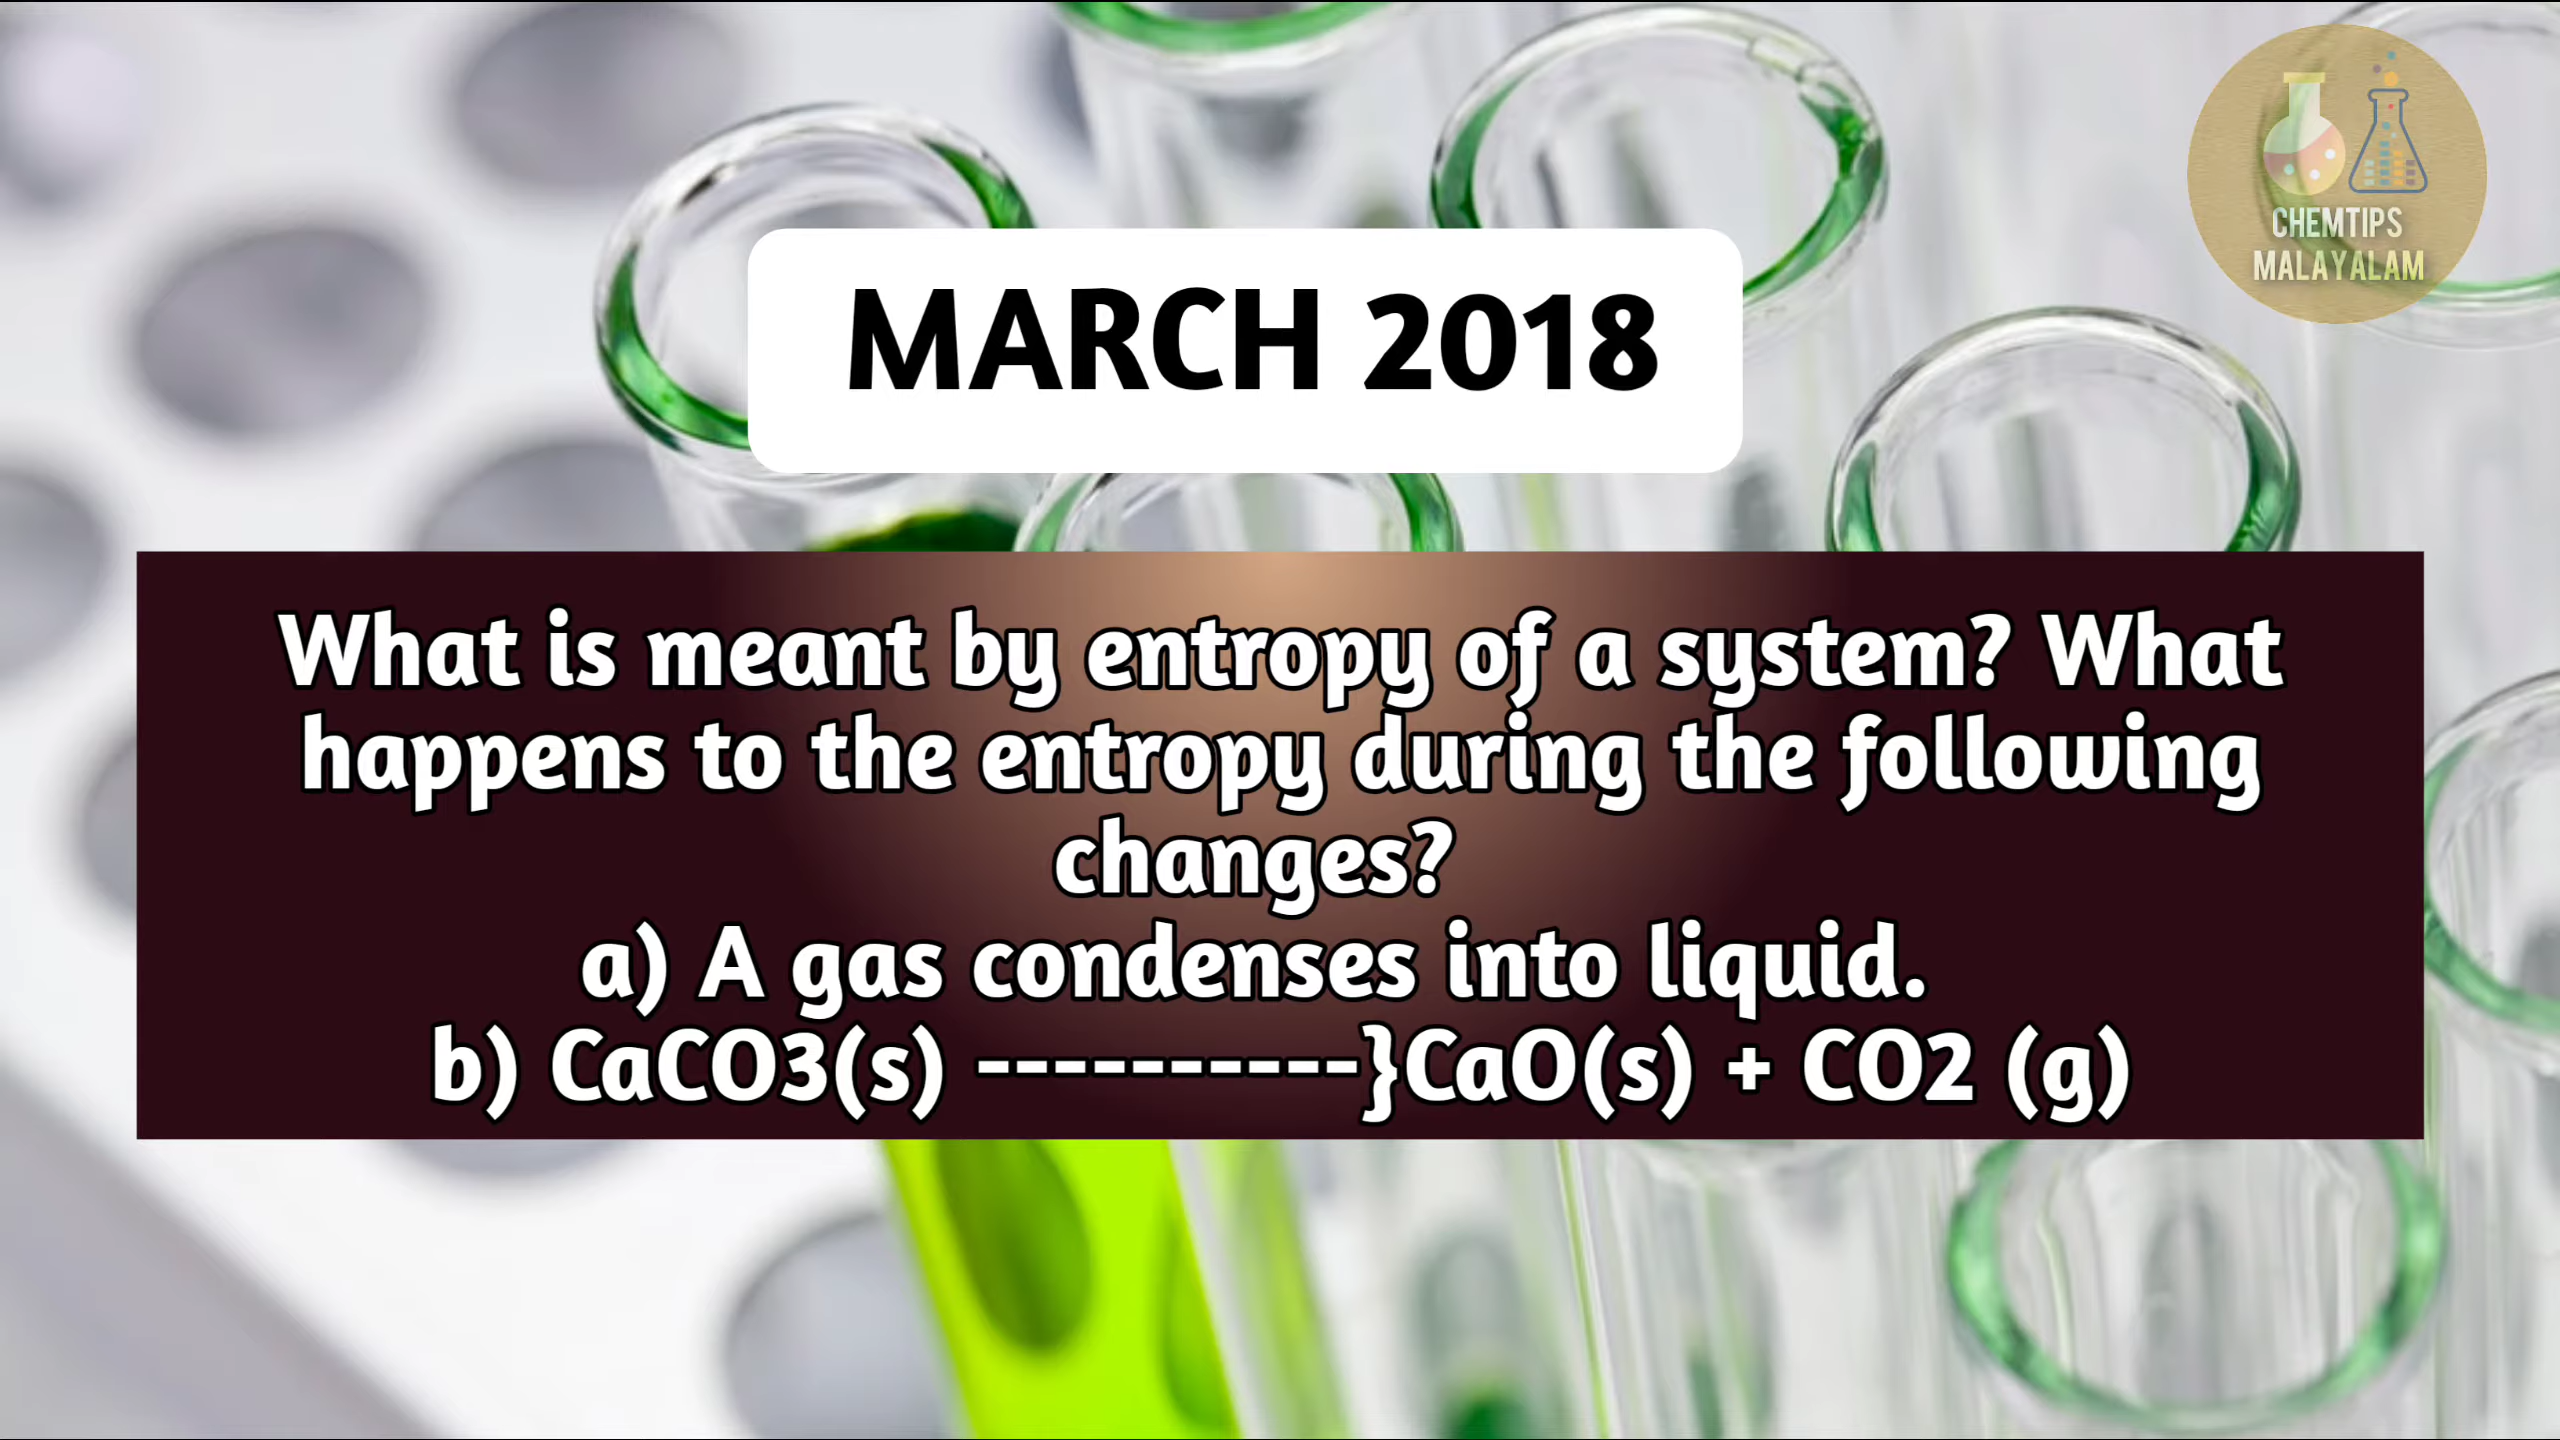 CHEMTIPS
MALAYALAM
MARCH 2018
What is meant by entropy of a system? What
happens to the entropy during the following
changes?
a) A gas condenses into liquid.
b) CaCO3(s) ----------}CaO(s) + CO2 (g)